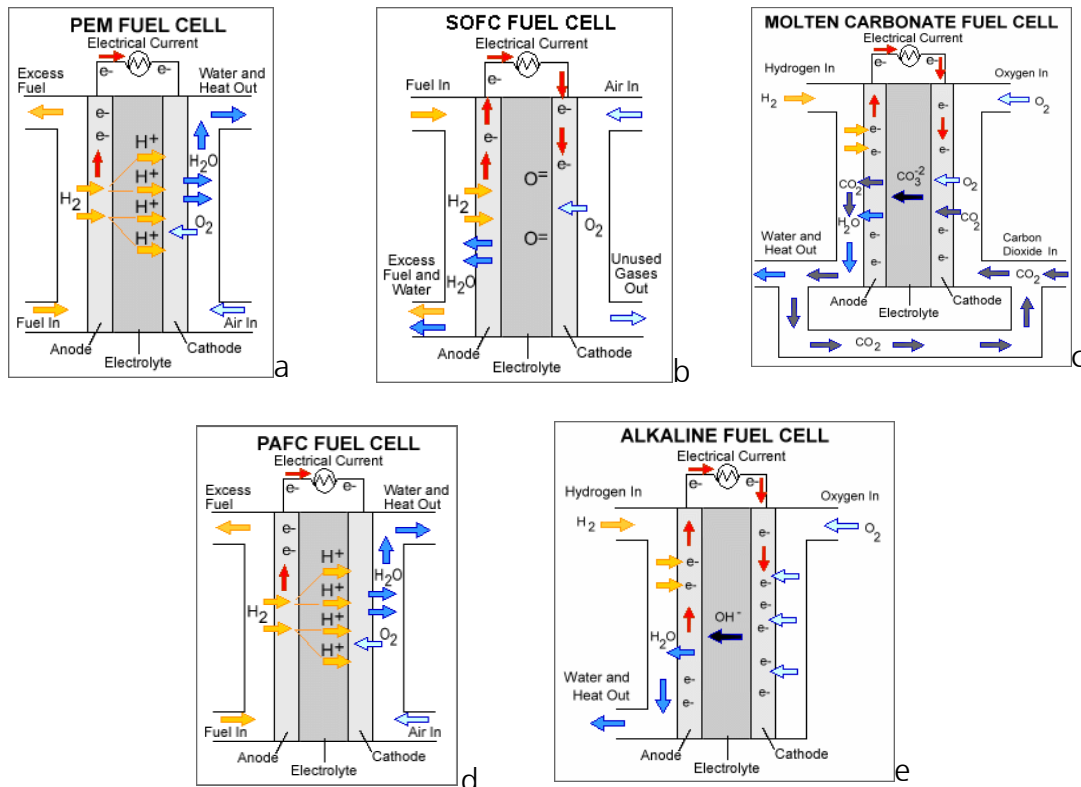 PEM FUEL CELL
Electrical Current
Excess
Fuel
e-
e-
Water and
Heat Out
e-
e-
H+
H+
H+
H+
H2
H2O
O2
Fuel In
Air In
Anode
Cathode
Electrolyte
a
SOFC FUEL CELL
Electrical Current
Fuel In
e-
e-
Air In
e-
e-
O=
H2
O2
O=
Excess
Fuel and
Water
H2O
Unused
Gases
Out
Anode
Cathode
Electrolyte
b
MOLTEN CARBONATE FUEL CELL
Electrical Current
Hydrogen In
e-
e-
Oxygen In
H2
O2
e-
e-
e-
e-
e-
CO2
CO3-2
O2
CO2
H2O
e-
e-
e-
e-
Water and
Heat Out
Carbon
Dioxide In
CO2
Anode
Cathode
Electrolyte
CO2
c
PAFC FUEL CELL
Electrical Current
Excess
Fuel
e-
e-
Water and
Heat Out
e-
e-
H+
H+
H+
H+
H2
H2O
O2
Fuel In
Air In
Anode
Cathode
Electrolyte
d
ALKALINE FUEL CELL
Electrical Current
Hydrogen In
e-
e-
Oxygen In
H2
O2
e-
e-
e-
e-
e-
e-
OH-
H2O
e-
e-
e-
e-
Water and
Heat Out
Anode
Cathode
Electrolyte
e